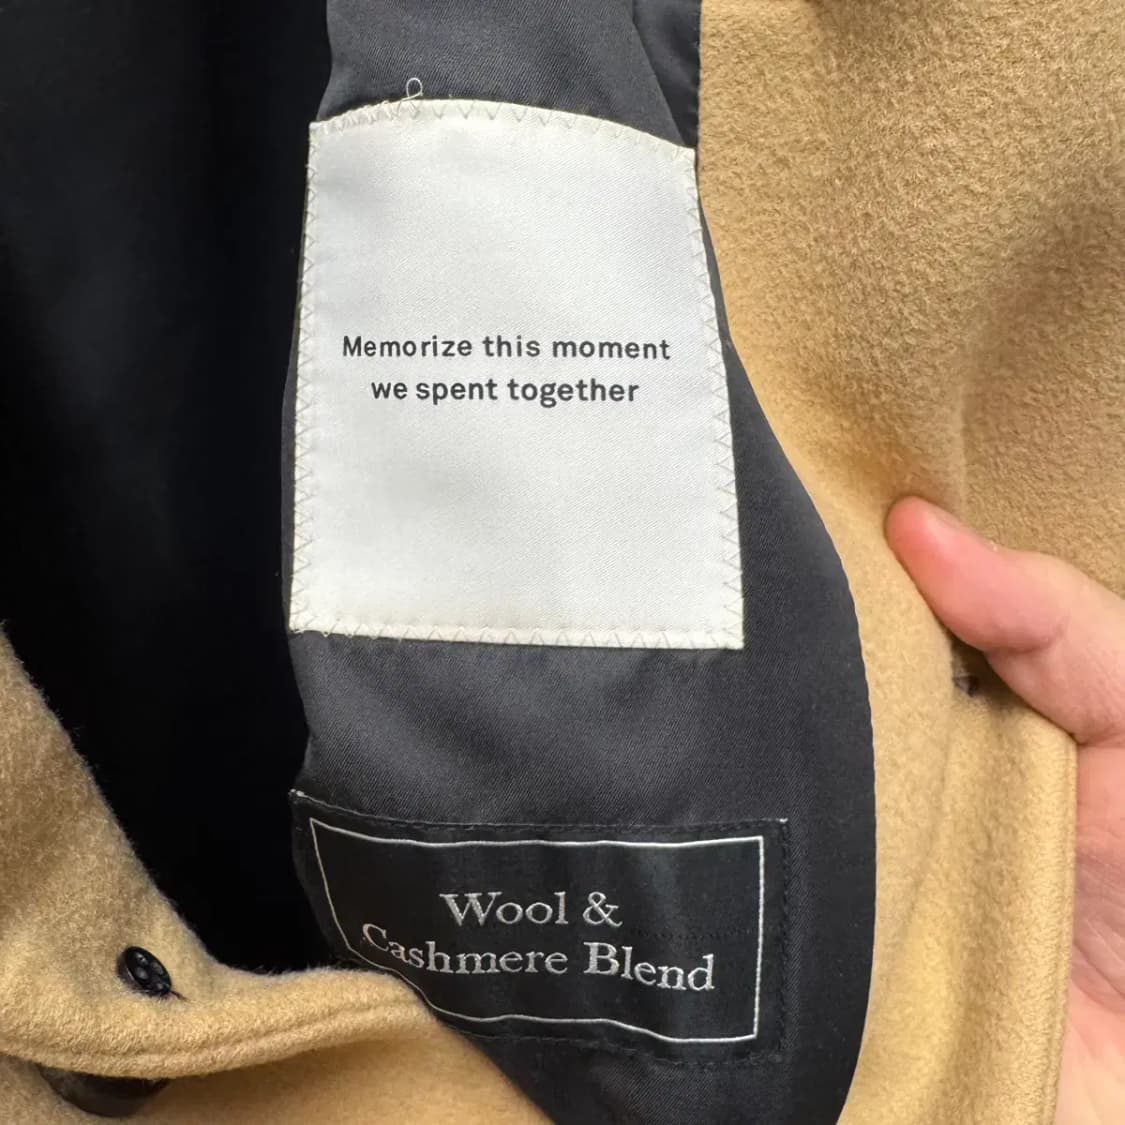 Memorize this moment
we spent together
Wool &
Cashmere Blend